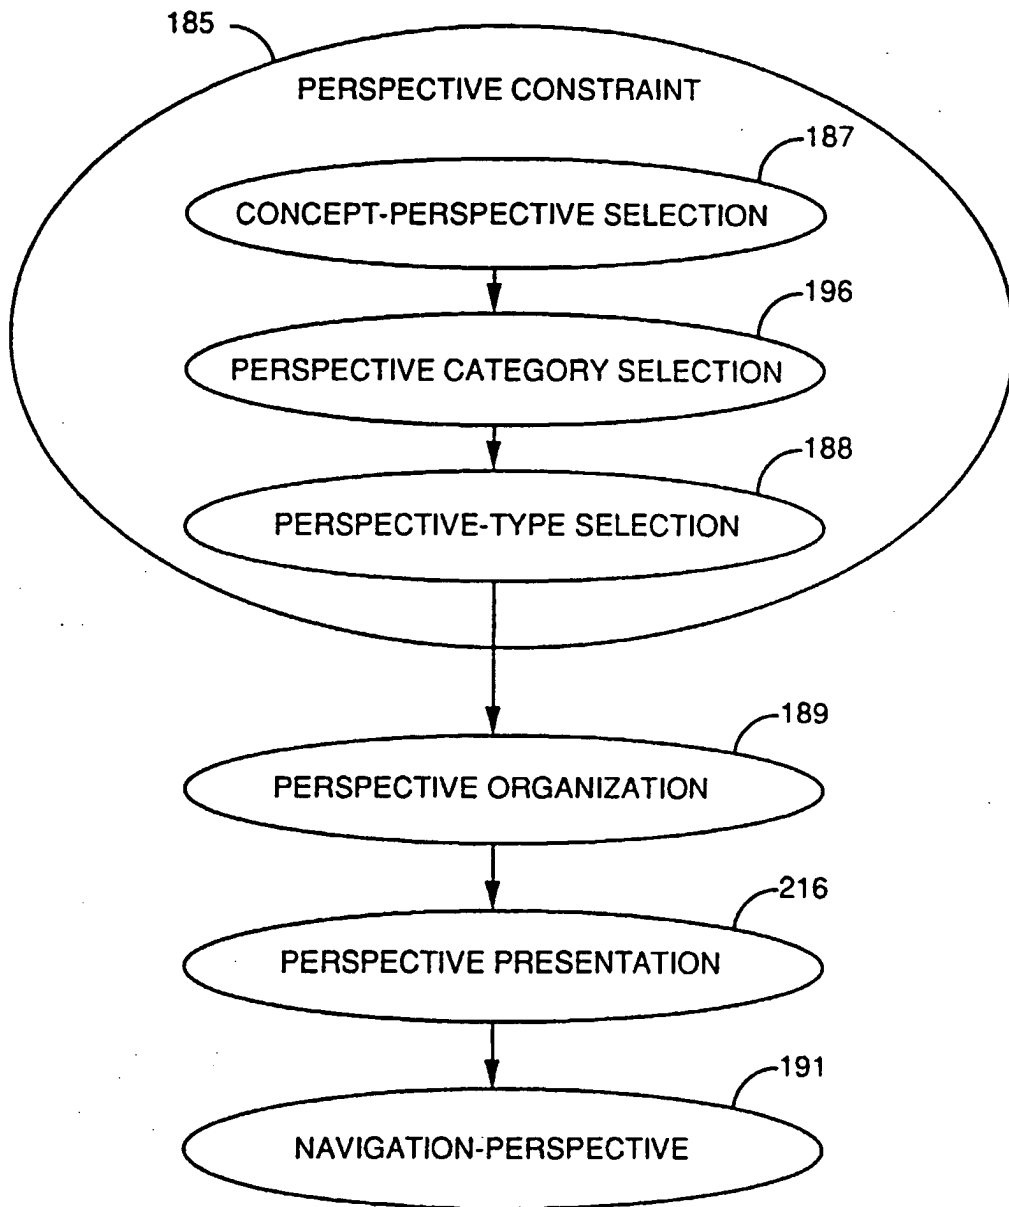 185
PERSPECTIVE CONSTRAINT
187
CONCEPT-PERSPECTIVE SELECTION
196
PERSPECTIVE CATEGORY SELECTION
188
PERSPECTIVE-TYPE SELECTION
189
PERSPECTIVE ORGANIZATION
216
PERSPECTIVE PRESENTATION
191
NAVIGATION-PERSPECTIVE